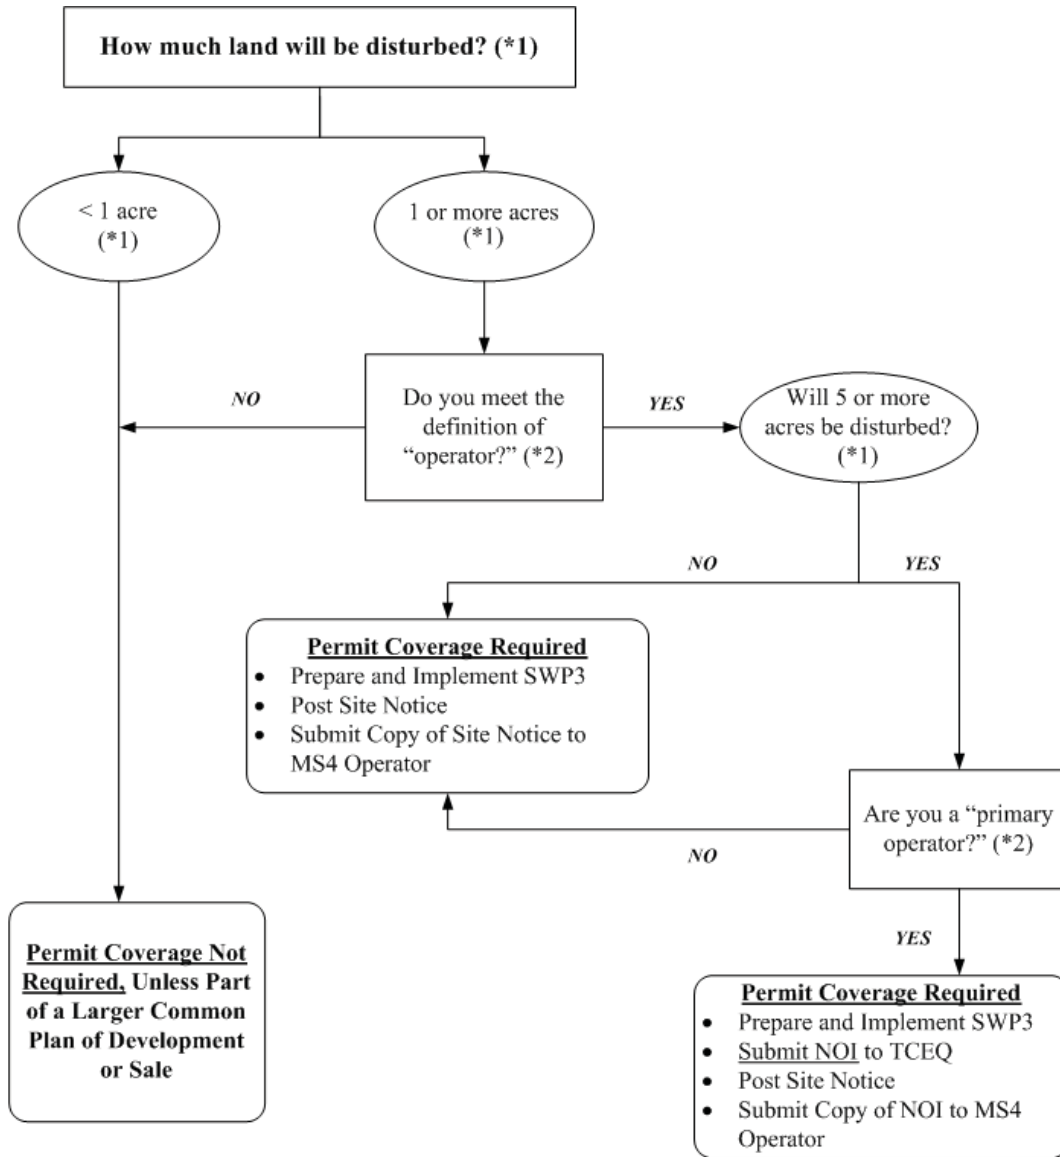 How much land will be disturbed? (*1)
< 1 acre
(*1)
1 or more acres
(*1)
NO
Do you meet the
definition of
“operator?” (*2)
YES
Will 5 or more
acres be disturbed?
(*1)
NO
YES
Permit Coverage Required
• Prepare and Implement SWP3
• Post Site Notice
• Submit Copy of Site Notice to
MS4 Operator
Are you a “primary
operator?” (*2)
NO
YES
Permit Coverage Not
Required, Unless Part
of a Larger Common
Plan of Development
or Sale
Permit Coverage Required
• Prepare and Implement SWP3
• Submit NOI to TCEQ
• Post Site Notice
• Submit Copy of NOI to MS4
Operator